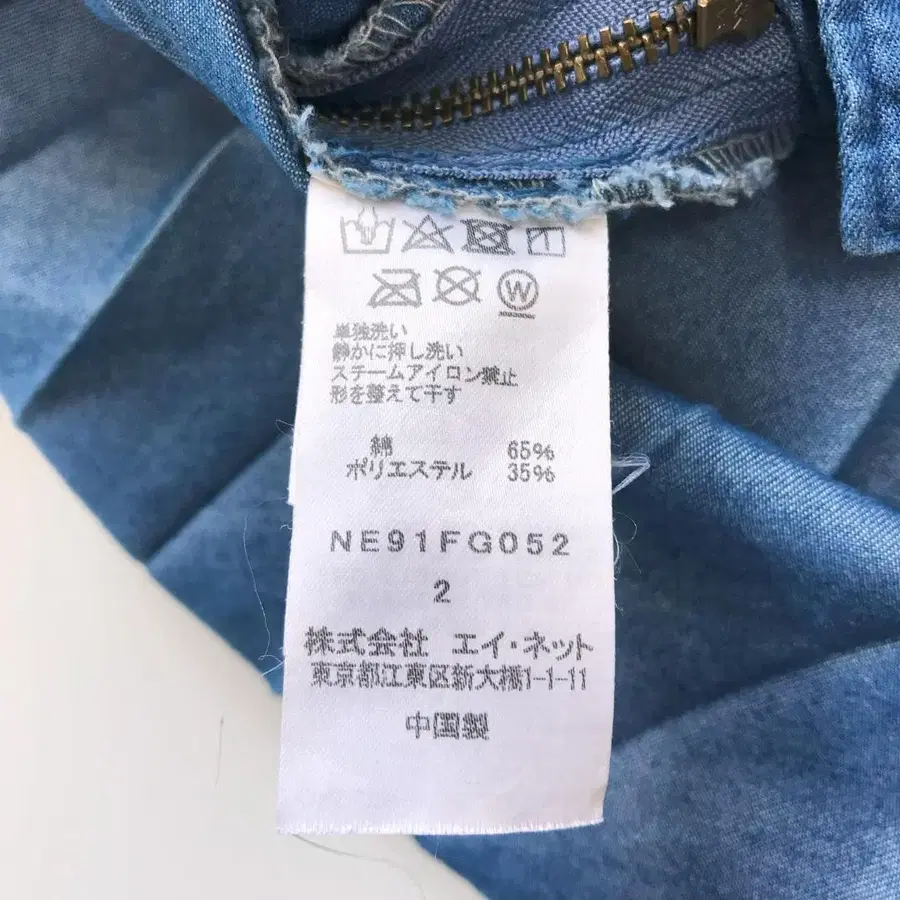 W
単独洗い
静かに押し洗い
スチームアイロン禁止
形を整えて干す
綿 65%
ポリエステル 35%
NE91FG052
2
株式会社 エイ・ネット
東京都江東区新大橋1-1-11
中国製